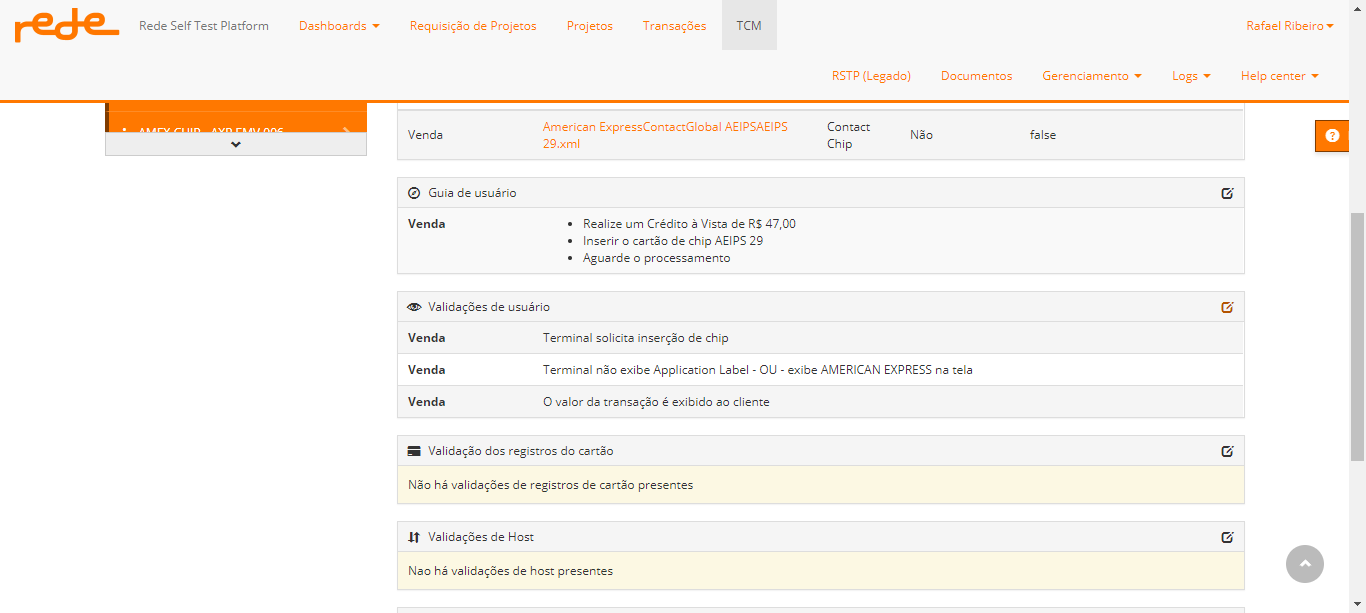 rede Rede Self Test Platform Dashboards Requisição de Projetos Projetos Transações TCM Rafael Ribeiro
RSTP (Legado) Documentos Gerenciamento Logs Help center
AMEX CHIP - AXP EMV 006
Venda American ExpressContactGlobal AEIPSAEIPS 29.xml Contact Chip Não false
Guia de usuário
Venda
Realize um Crédito à Vista de R$ 47,00
Inserir o cartão de chip AEIPS 29
Aguarde o processamento
Validações de usuário
Venda Terminal solicita inserção de chip
Venda Terminal não exibe Application Label - OU - exibe AMERICAN EXPRESS na tela
Venda O valor da transação é exibido ao cliente
Validação dos registros do cartão
Não há validações de registros de cartão presentes
Validações de Host
Nao há validações de host presentes